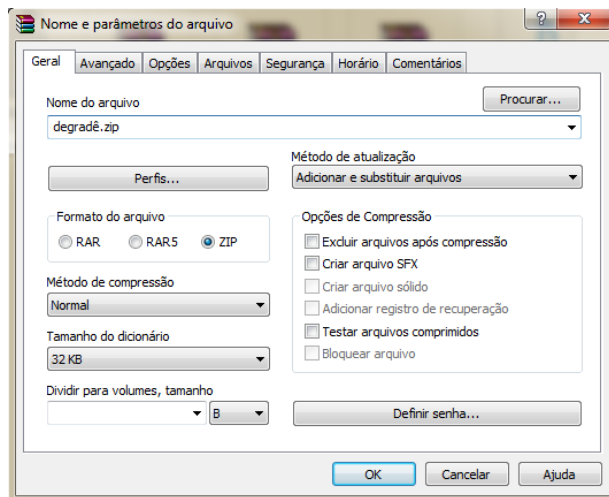 Nome e parâmetros do arquivo
Geral Avançado Opções Arquivos Segurança Horário Comentários
Nome do arquivo
Procurar...
degradê.zip
Método de atualização
Perfis...
Adicionar e substituir arquivos
Formato do arquivo
RAR RAR5 ZIP
Opções de Compressão
Excluir arquivos após compressão
Criar arquivo SFX
Criar arquivo sólido
Adicionar registro de recuperação
Testar arquivos comprimidos
Bloquear arquivo
Método de compressão
Normal
Tamanho do dicionário
32 KB
Dividir para volumes, tamanho
B
Definir senha...
OK Cancelar Ajuda